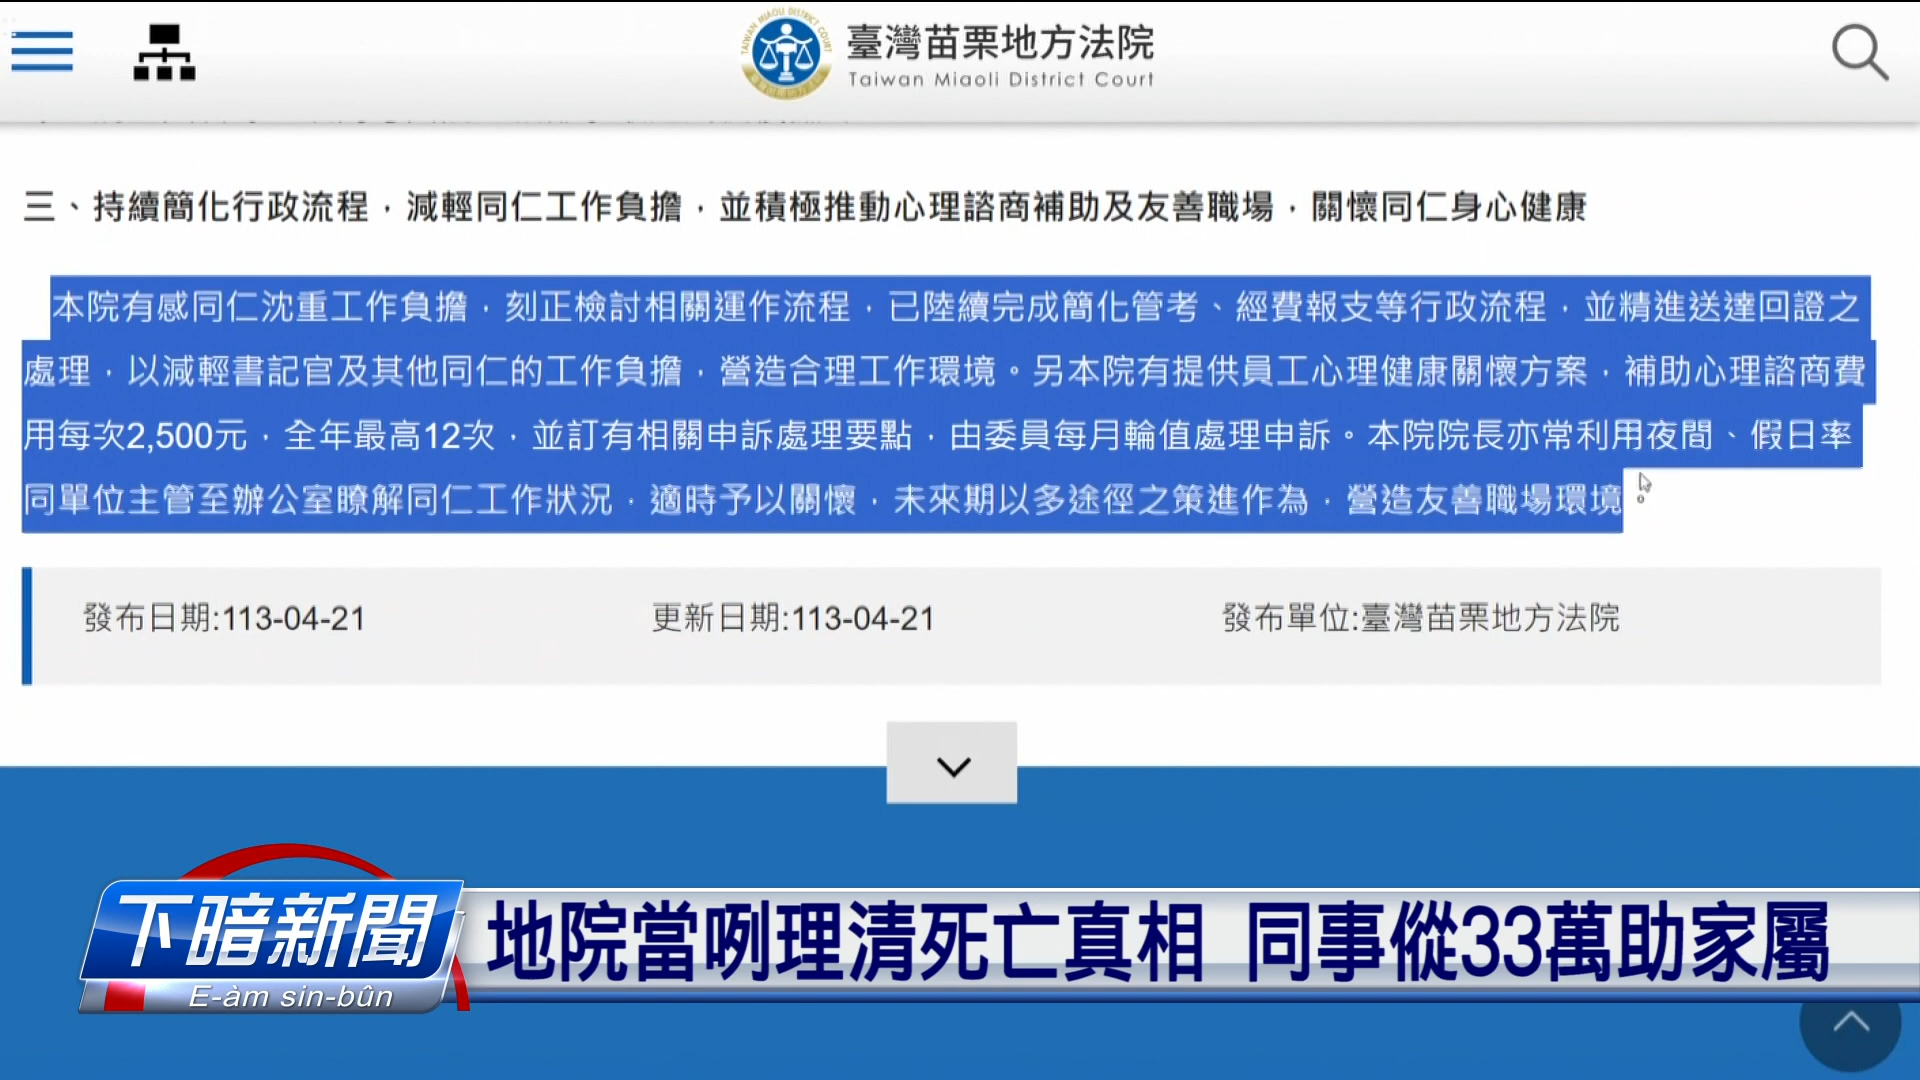 臺灣苗栗地方法院
Taiwan Miaoli District Court
三、持續簡化行政流程，減輕同仁工作負擔，並積極推動心理諮商補助及友善職場，關懷同仁身心健康
本院有感同仁沈重工作負擔，刻正檢討相關運作流程，已陸續完成簡化管考、經費報支等行政流程，並精進送達回證之
處理，以減輕書記官及其他同仁的工作負擔，營造合理工作環境。另本院有提供員工心理健康關懷方案，補助心理諮商費
用每次2,500元，全年最高12次，並訂有相關申訴處理要點，由委員每月輪值處理申訴。本院院長亦常利用夜間、假日率
同單位主管至辦公室瞭解同仁工作狀況，適時予以關懷，未來期以多途徑之策進作為，營造友善職場環境。
發布日期:113-04-21 更新日期:113-04-21 發布單位:臺灣苗栗地方法院
下暗新聞
E-àm sin-bûn
地院當咧理清死亡真相 同事傱33萬助家屬